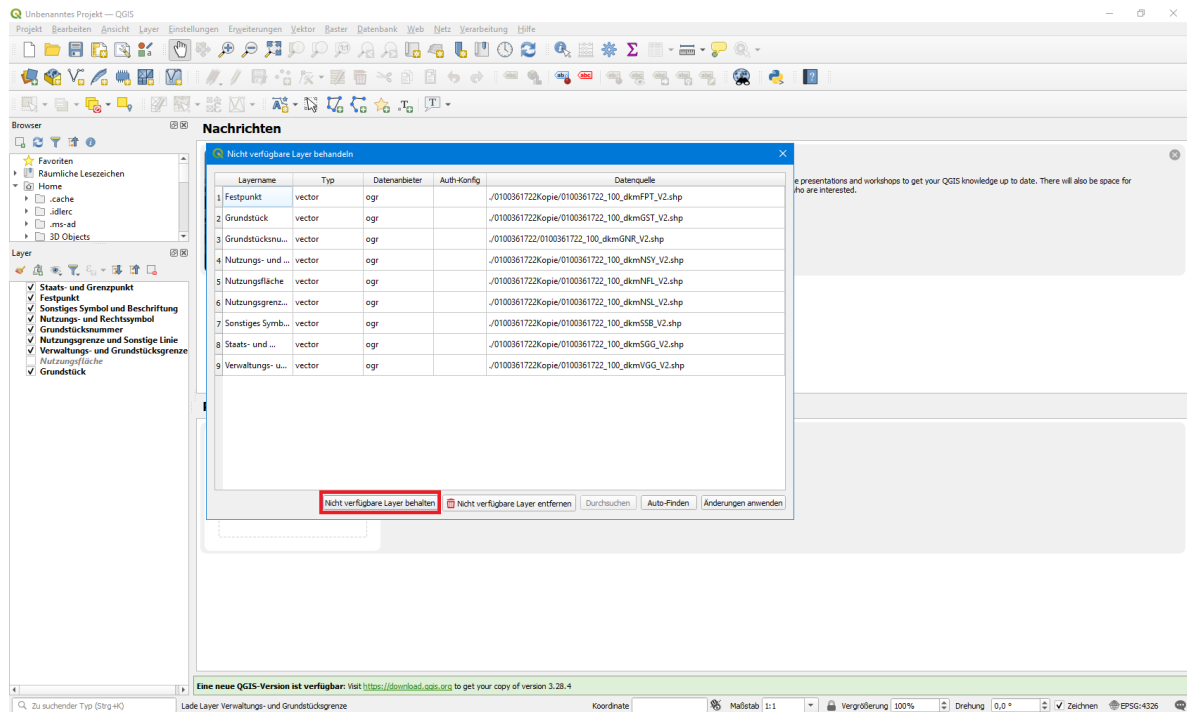 Unbenanntes Projekt — QGIS
Projekt Bearbeiten Ansicht Layer Einstellungen Erweiterungen Vektor Raster Datenbank Web Netz Verarbeitung Hilfe
Browser
Favoriten
Räumliche Lesezeichen
Home
.cache
.idlerc
.ms-ad
3D Objects
Layer
Staats- und Grenzpunkt
Festpunkt
Sonstiges Symbol und Beschriftung
Nutzungs- und Rechtssymbol
Grundstücksnummer
Nutzungsgrenze und Sonstige Linie
Verwaltungs- und Grundstücksgrenze
Nutzungsfläche
Grundstück
Nachrichten
e presentations and workshops to get your QGIS knowledge up to date. There will also be space for
ho are interested.
Nicht verfügbare Layer behandeln
Layername Typ Datenanbieter Auth-Konfig Datenquelle
1 Festpunkt vector ogr ./0100361722Kopie/0100361722_100_dkmFPT_V2.shp
2 Grundstück vector ogr ./0100361722Kopie/0100361722_100_dkmGST_V2.shp
3 Grundstücksnu... vector ogr ./0100361722/0100361722_100_dkmGNR_V2.shp
4 Nutzungs- und ... vector ogr ./0100361722Kopie/0100361722_100_dkmNSY_V2.shp
5 Nutzungsfläche vector ogr ./0100361722Kopie/0100361722_100_dkmNFL_V2.shp
6 Nutzungsgrenz... vector ogr ./0100361722Kopie/0100361722_100_dkmNSL_V2.shp
7 Sonstiges Symb... vector ogr ./0100361722Kopie/0100361722_100_dkmSSB_V2.shp
8 Staats- und ... vector ogr ./0100361722Kopie/0100361722_100_dkmSGG_V2.shp
9 Verwaltungs- u... vector ogr ./0100361722Kopie/0100361722_100_dkmVGG_V2.shp
Nicht verfügbare Layer behalten Nicht verfügbare Layer entfernen Durchsuchen Auto-Finden Änderungen anwenden
Eine neue QGIS-Version ist verfügbar: Visit https://download.qgis.org to get your copy of version 3.28.4
Zu suchender Typ (Strg+K) Lade Layer Verwaltungs- und Grundstücksgrenze Koordinate Maßstab 1:1 Vergrößerung 100% Drehung 0,0 ° Zeichnen EPSG:4326